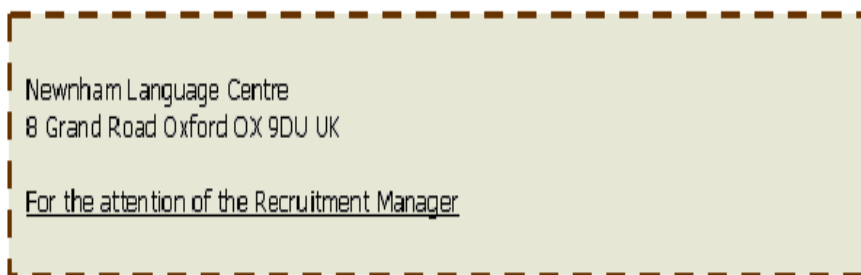 Newnham Language Centre
8 Grand Road Oxford OX 9DU UK
For the attention of the Recruitment Manager